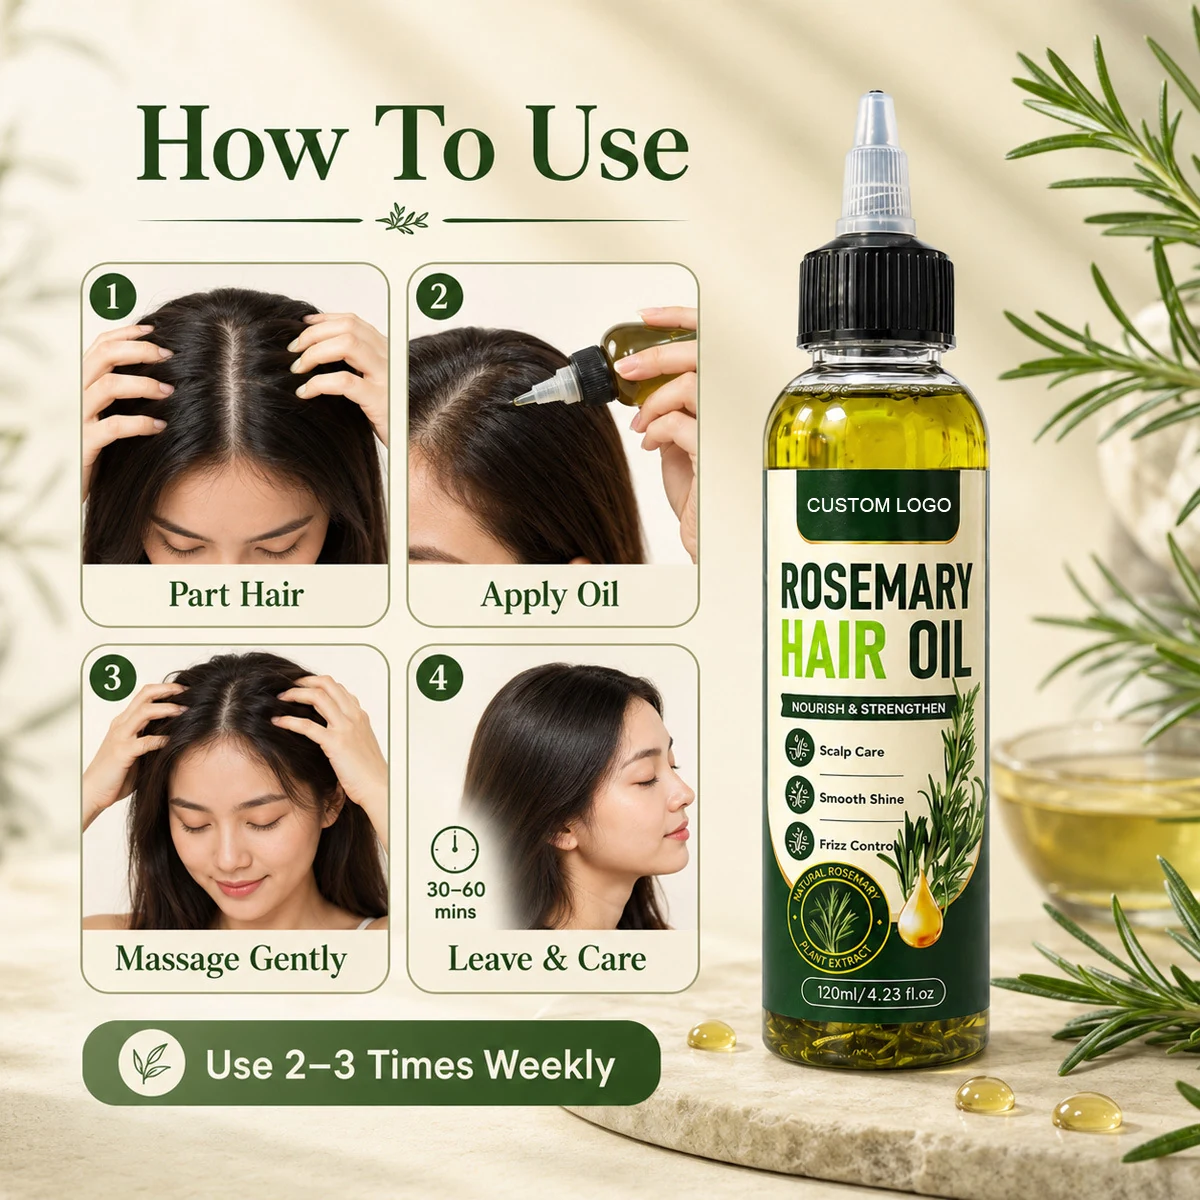 How To Use
1
Part Hair
2
Apply Oil
3
Massage Gently
4
30–60
mins
Leave & Care
Use 2–3 Times Weekly
CUSTOM LOGO
ROSEMARY
HAIR OIL
NOURISH & STRENGTHEN
Scalp Care
Smooth Shine
Frizz Control
NATURAL ROSEMARY
PLANT EXTRACT
120ml/4.23 fl.oz